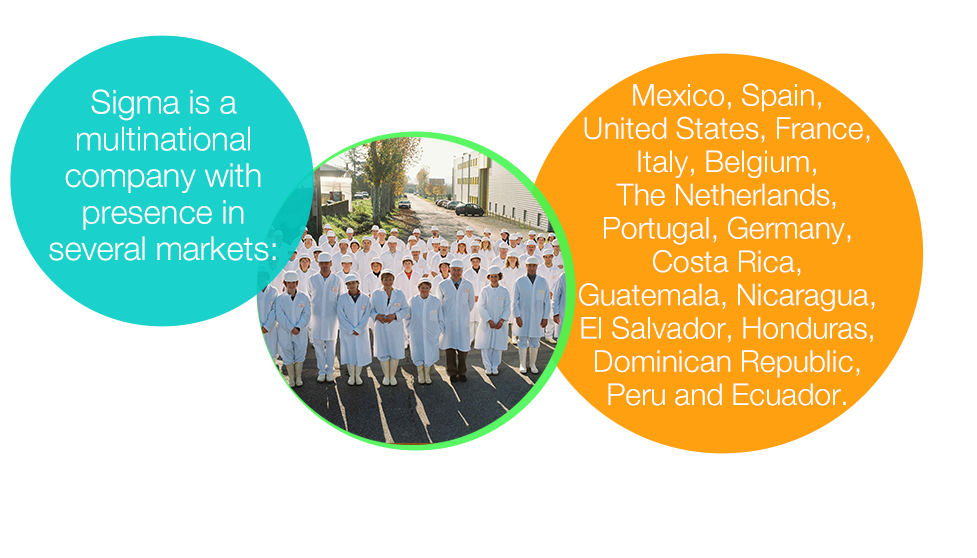 Sigma is a
multinational
company with
presence in
several markets:
Mexico, Spain,
United States, France,
Italy, Belgium,
The Netherlands,
Portugal, Germany,
Costa Rica,
Guatemala, Nicaragua,
El Salvador, Honduras,
Dominican Republic,
Peru and Ecuador.